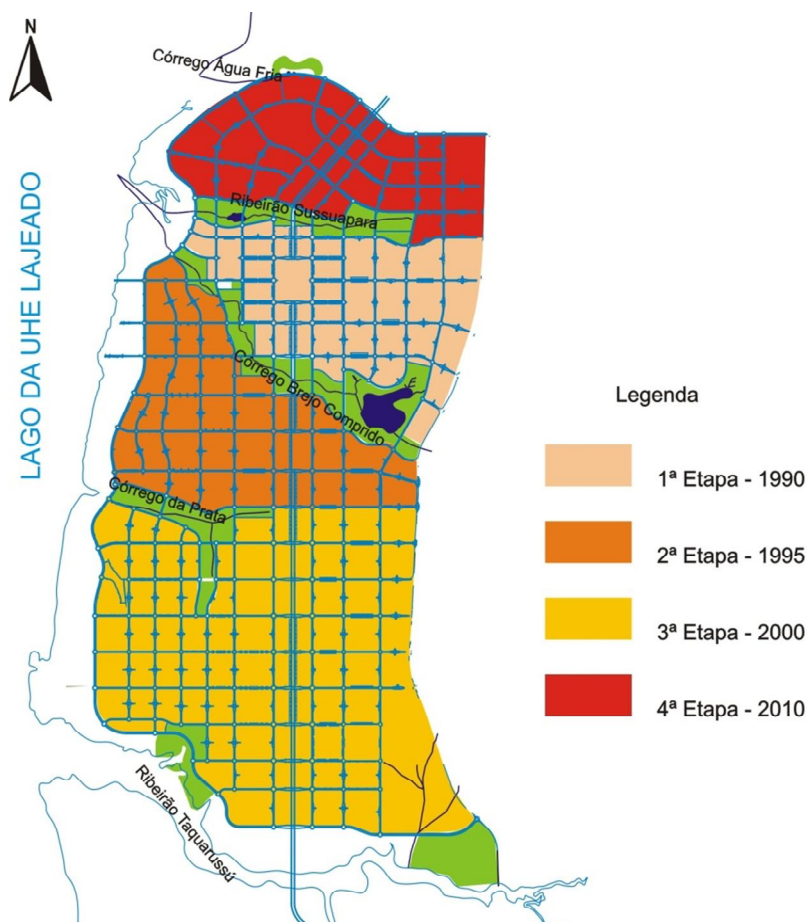 N
Córrego Água Fria
LAGO DA UHE LAJEADO
Ribeirão Sussuapara
Córrego Brejo Comprido
Córrego da Prata
Ribeirão Taquarussú
Legenda
1ª Etapa - 1990
2ª Etapa - 1995
3ª Etapa - 2000
4ª Etapa - 2010